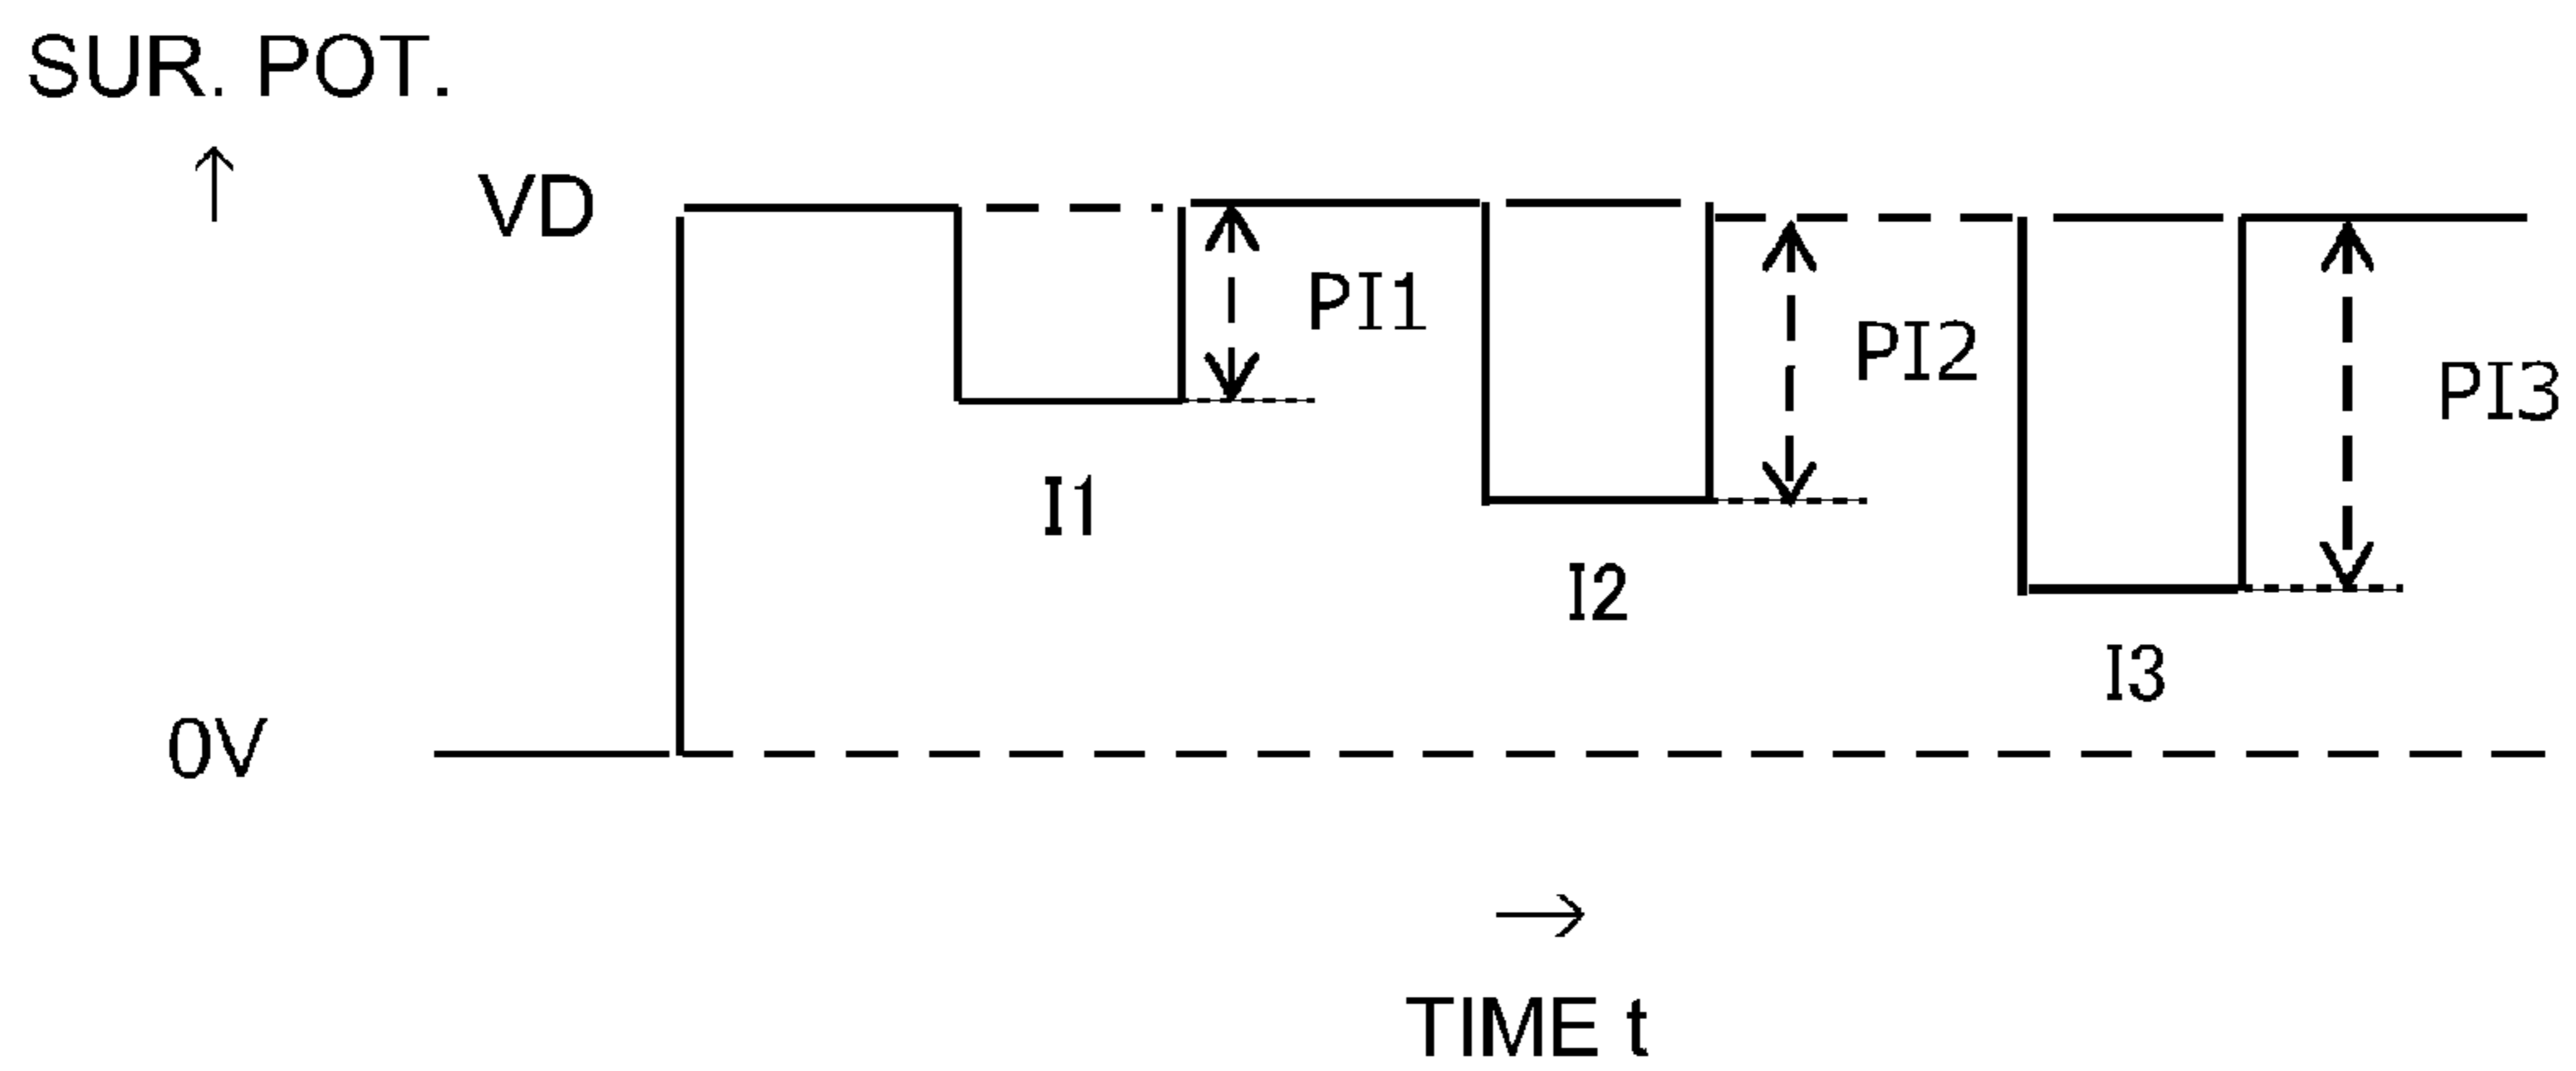 SUR. POT.
VD
PI1
PI2
PI3
I1
I2
I3
0V
TIME t